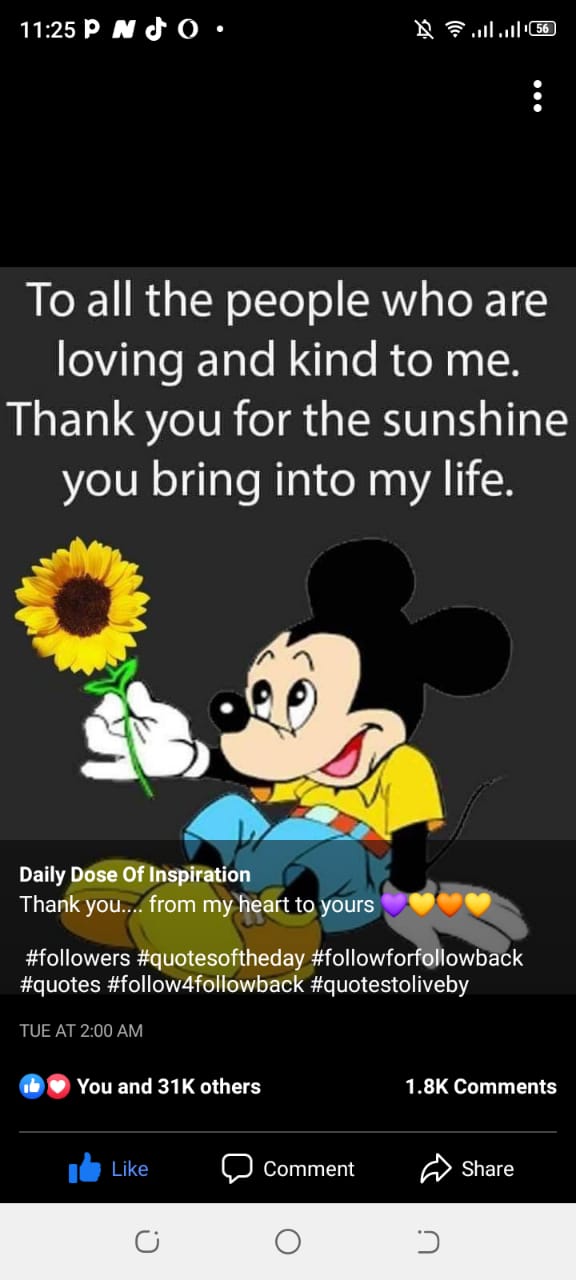 11:25
56
To all the people who are
loving and kind to me.
Thank you for the sunshine
you bring into my life.
Daily Dose Of Inspiration
Thank you.... from my heart to yours 💜💛🧡💛
#followers #quotesoftheday #followforfollowback
#quotes #follow4followback #quotestoliveby
TUE AT 2:00 AM
You and 31K others 1.8K Comments
Like Comment Share